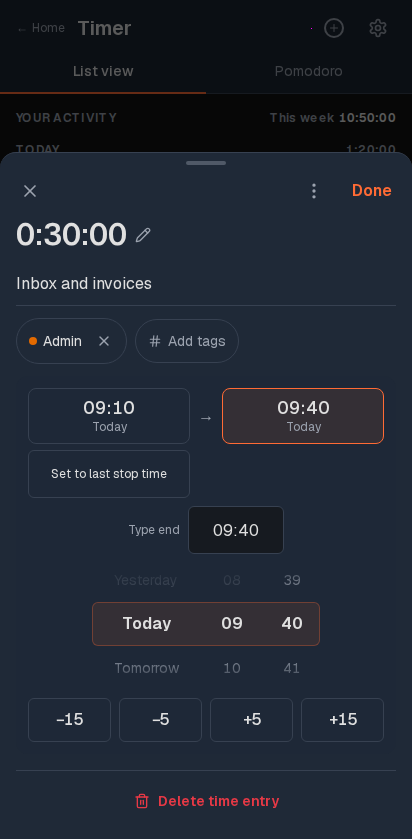 ← Home Timer
List view Pomodoro
YOUR ACTIVITY This week 10:50:00
TODAY 1:20:00
Done
0:30:00
Inbox and invoices
Admin # Add tags
09:10 → 09:40
Today Today
Set to last stop time
Type end 09:40
Yesterday 08 39
Today 09 40
Tomorrow 10 41
−15 −5 +5 +15
Delete time entry